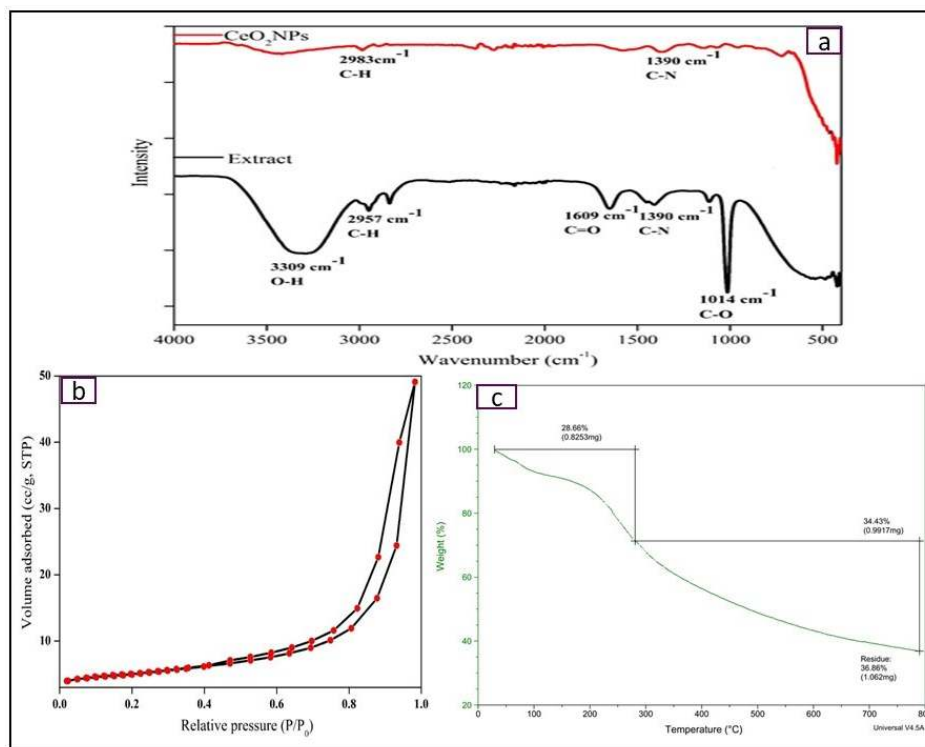 CeO2NPs
a
2983cm-1
C-H
1390 cm-1
C-N
Extract
Intensity
2957 cm-1
C-H
1609 cm-1
C=O
1390 cm-1
C-N
3309 cm-1
O-H
1014 cm-1
C-O
4000 3500 3000 2500 2000 1500 1000 500
Wavenumber (cm-1)
b
50
40
30
20
10
Volume adsorbed (cc/g, STP)
0.0 0.2 0.4 0.6 0.8 1.0
Relative pressure (P/P0)
c
120
100
80
60
40
20
Weight (%)
28.66%
(0.8253mg)
34.43%
(0.9917mg)
Residue:
36.86%
(1.062mg)
0 100 200 300 400 500 600 700 80
Temperature (°C)
Universal V4.5A